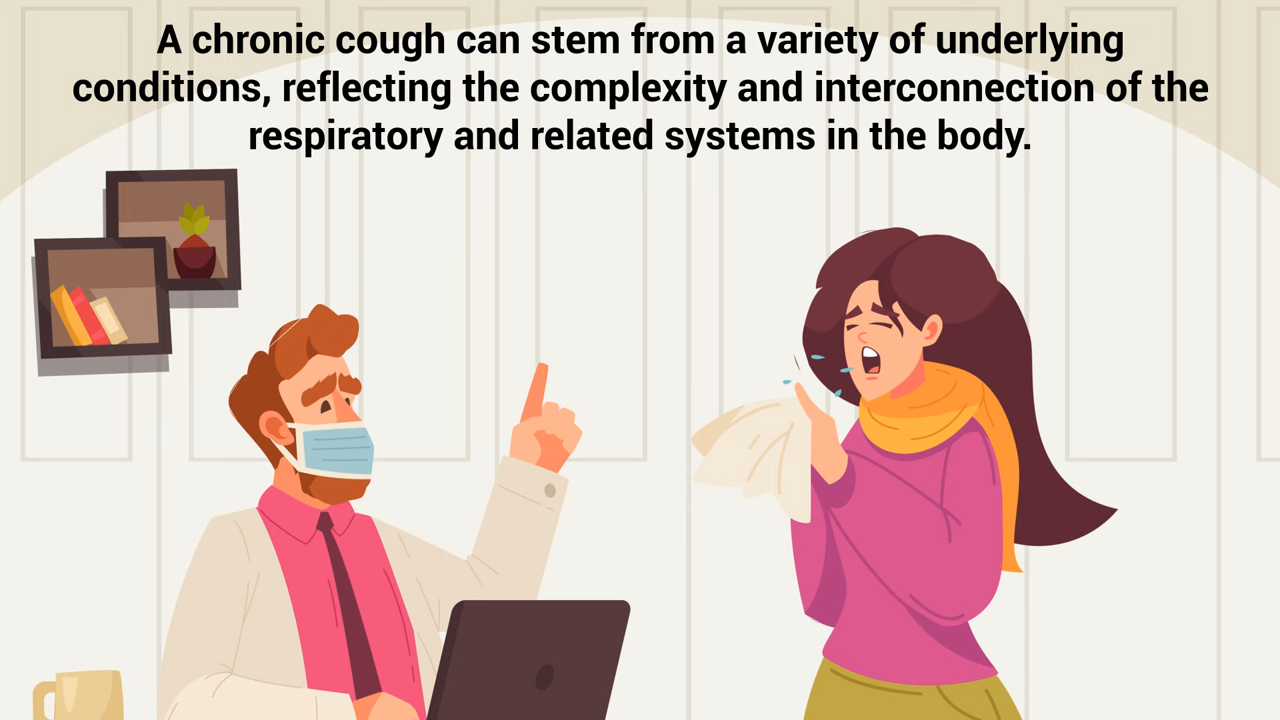 A chronic cough can stem from a variety of underlying
conditions, reflecting the complexity and interconnection of the
respiratory and related systems in the body.